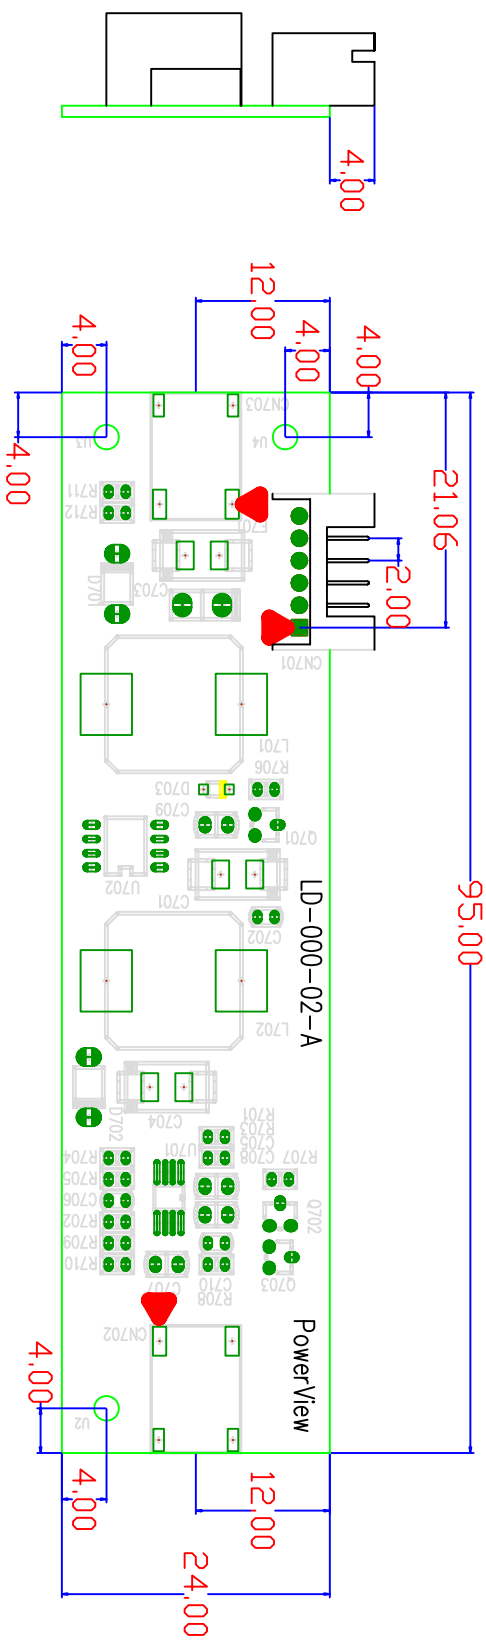 4.00
12.00
4.00
4.00
4.00
4.00
21.06
2.00
95.00
CN703
U3
U4
R711
R712
F701
D701
C703
CN701
L701
R706
D703
C709
Q701
U702
C701
C702
LD-000-02-A
L702
C704
D702
U701
R701
R703
C705
C708
R707
R704
R705
C706
R702
R709
R710
Q702
Q703
C707
C710
R708
CN702
PowerView
U2
4.00
4.00
12.00
24.00